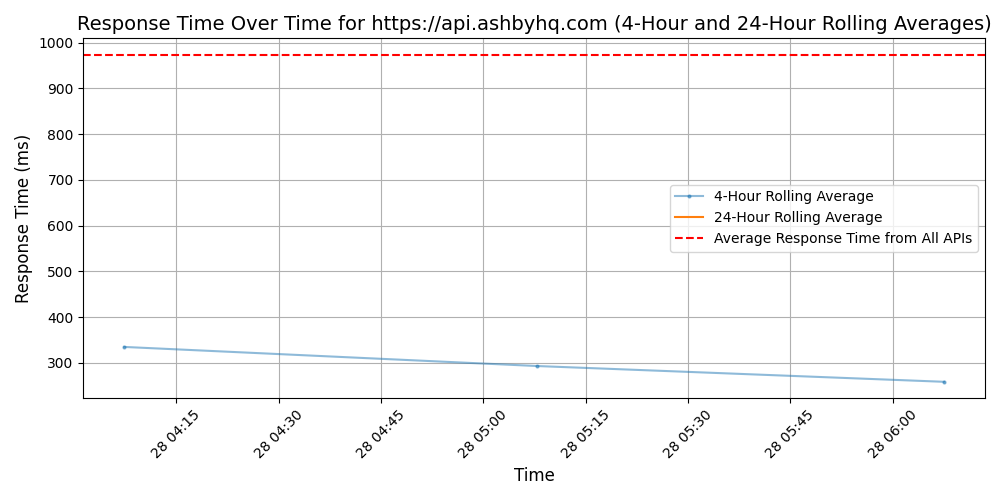 Response Time Over Time for https://api.ashbyhq.com (4-Hour and 24-Hour Rolling Averages)
Response Time (ms)
1000
900
800
700
600
500
400
300
4-Hour Rolling Average
24-Hour Rolling Average
Average Response Time from All APIs
28 04:15
28 04:30
28 04:45
28 05:00
28 05:15
28 05:30
28 05:45
28 06:00
Time